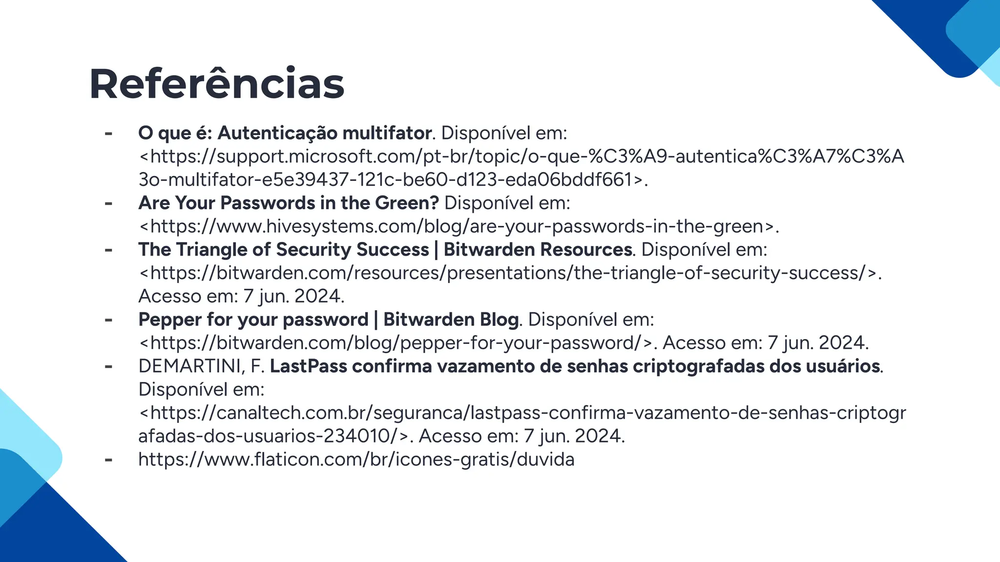 Referências
- O que é: Autenticação multifator. Disponível em:
<https://support.microsoft.com/pt-br/topic/o-que-%C3%A9-autentica%C3%A7%C3%A
3o-multifator-e5e39437-121c-be60-d123-eda06bddf661>.
- Are Your Passwords in the Green? Disponível em:
<https://www.hivesystems.com/blog/are-your-passwords-in-the-green>.
- The Triangle of Security Success | Bitwarden Resources. Disponível em:
<https://bitwarden.com/resources/presentations/the-triangle-of-security-success/>.
Acesso em: 7 jun. 2024.
- Pepper for your password | Bitwarden Blog. Disponível em:
<https://bitwarden.com/blog/pepper-for-your-password/>. Acesso em: 7 jun. 2024.
- DEMARTINI, F. LastPass confirma vazamento de senhas criptografadas dos usuários.
Disponível em:
<https://canaltech.com.br/seguranca/lastpass-confirma-vazamento-de-senhas-criptogr
afadas-dos-usuarios-234010/>. Acesso em: 7 jun. 2024.
- https://www.flaticon.com/br/icones-gratis/duvida